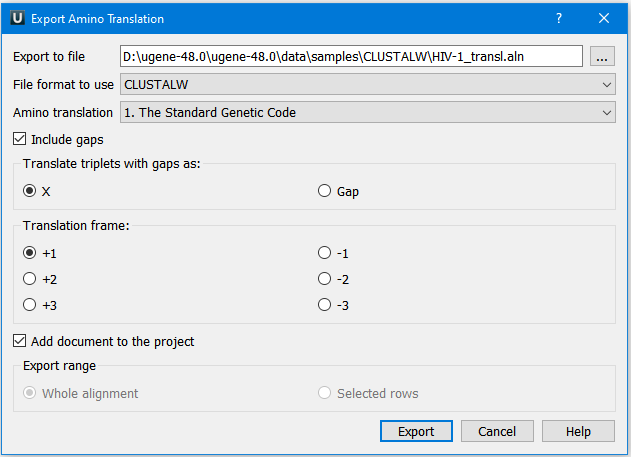 U Export Amino Translation ?
Export to file D:\ugene-48.0\ugene-48.0\data\samples\CLUSTALW\HIV-1_transl.aln ...
File format to use CLUSTALW
Amino translation 1. The Standard Genetic Code
Include gaps
Translate triplets with gaps as:
X Gap
Translation frame:
+1 -1
+2 -2
+3 -3
Add document to the project
Export range
Whole alignment Selected rows
Export Cancel Help